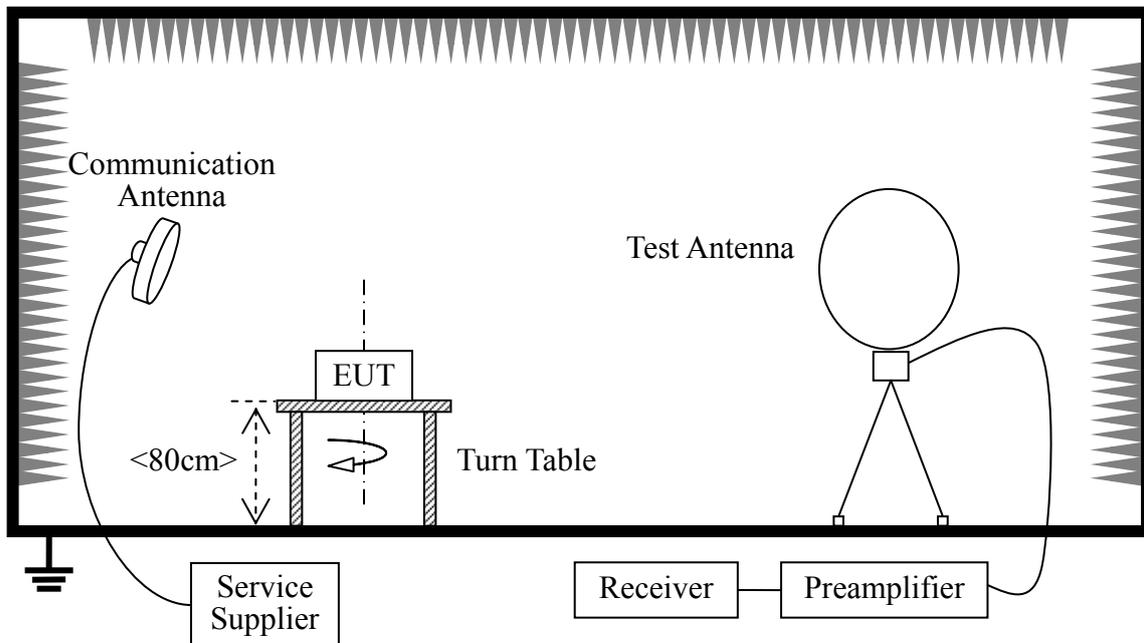 Communication
Antenna
Test Antenna
EUT
<80cm>
Turn Table
Service
Supplier
Receiver
Preamplifier